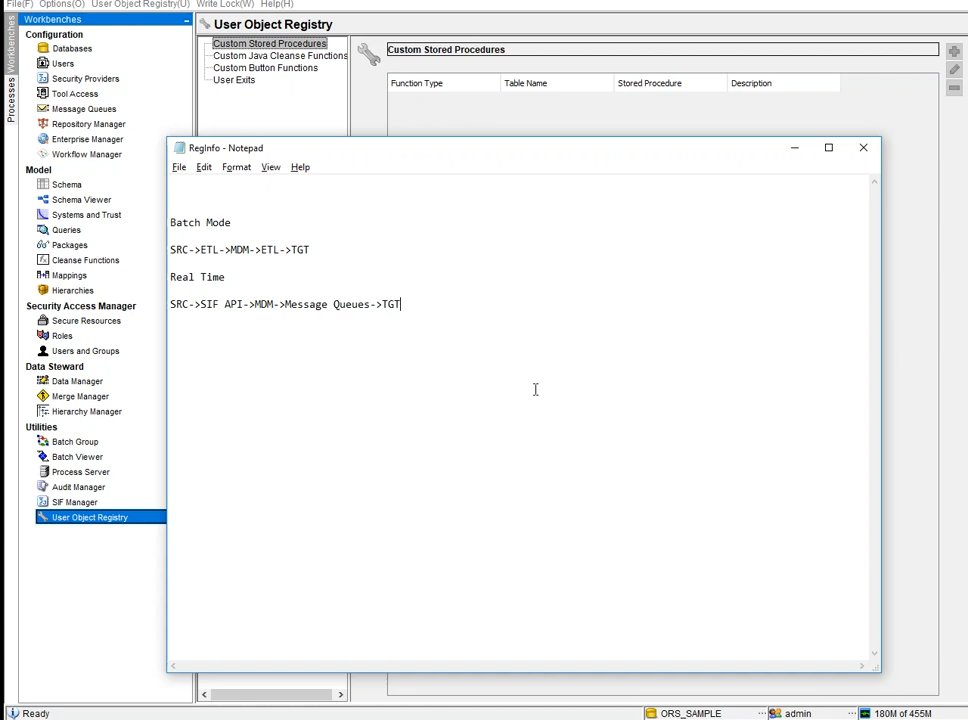 File(F) Options(O) User Object Registry(U) Write Lock(W) Help(H)
Workbenches
Processes
Workbenches
Configuration
Databases
Users
Security Providers
Tool Access
Message Queues
Repository Manager
Enterprise Manager
Workflow Manager
Model
Schema
Schema Viewer
Systems and Trust
Queries
Packages
Cleanse Functions
Mappings
Hierarchies
Security Access Manager
Secure Resources
Roles
Users and Groups
Data Steward
Data Manager
Merge Manager
Hierarchy Manager
Utilities
Batch Group
Batch Viewer
Process Server
Audit Manager
SIF Manager
User Object Registry
User Object Registry
Custom Stored Procedures
Custom Java Cleanse Functions
Custom Button Functions
User Exits
Custom Stored Procedures
Function Type Table Name Stored Procedure Description
RegInfo - Notepad
File Edit Format View Help
Batch Mode
SRC->ETL->MDM->ETL->TGT
Real Time
SRC->SIF API->MDM->Message Queues->TGT
Ready ORS_SAMPLE ... admin ... 180M of 455M